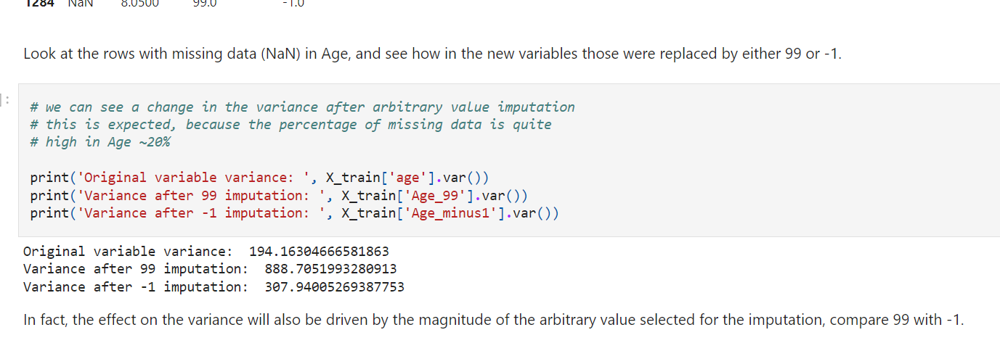 1284 NaN 8.0500 99.0 -1.0
Look at the rows with missing data (NaN) in Age, and see how in the new variables those were replaced by either 99 or -1.
]:
# we can see a change in the variance after arbitrary value imputation
# this is expected, because the percentage of missing data is quite
# high in Age ~20%
print('Original variable variance: ', X_train['age'].var())
print('Variance after 99 imputation: ', X_train['Age_99'].var())
print('Variance after -1 imputation: ', X_train['Age_minus1'].var())
Original variable variance:  194.16304666581863
Variance after 99 imputation:  888.7051993280913
Variance after -1 imputation:  307.94005269387753
In fact, the effect on the variance will also be driven by the magnitude of the arbitrary value selected for the imputation, compare 99 with -1.